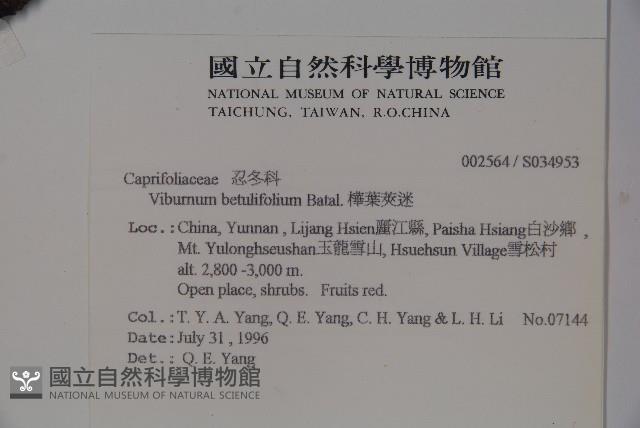 國立自然科學博物館
NATIONAL MUSEUM OF NATURAL SCIENCE
TAICHUNG, TAIWAN, R.O.CHINA
002564 / S034953
Caprifoliaceae 忍冬科
Viburnum betulifolium Batal. 樺葉莢迷
Loc.:China, Yunnan , Lijang Hsien麗江縣, Paisha Hsiang白沙鄉 ,
Mt. Yulonghseushan玉龍雪山, Hsuehsun Village雪松村
alt. 2,800 -3,000 m.
Open place, shrubs. Fruits red.
Col.:T. Y. A. Yang, Q. E. Yang, C. H. Yang & L. H. Li No.07144
Date:July 31 , 1996
Det.: Q. E. Yang
國立自然科學博物館
NATIONAL MUSEUM OF NATURAL SCIENCE